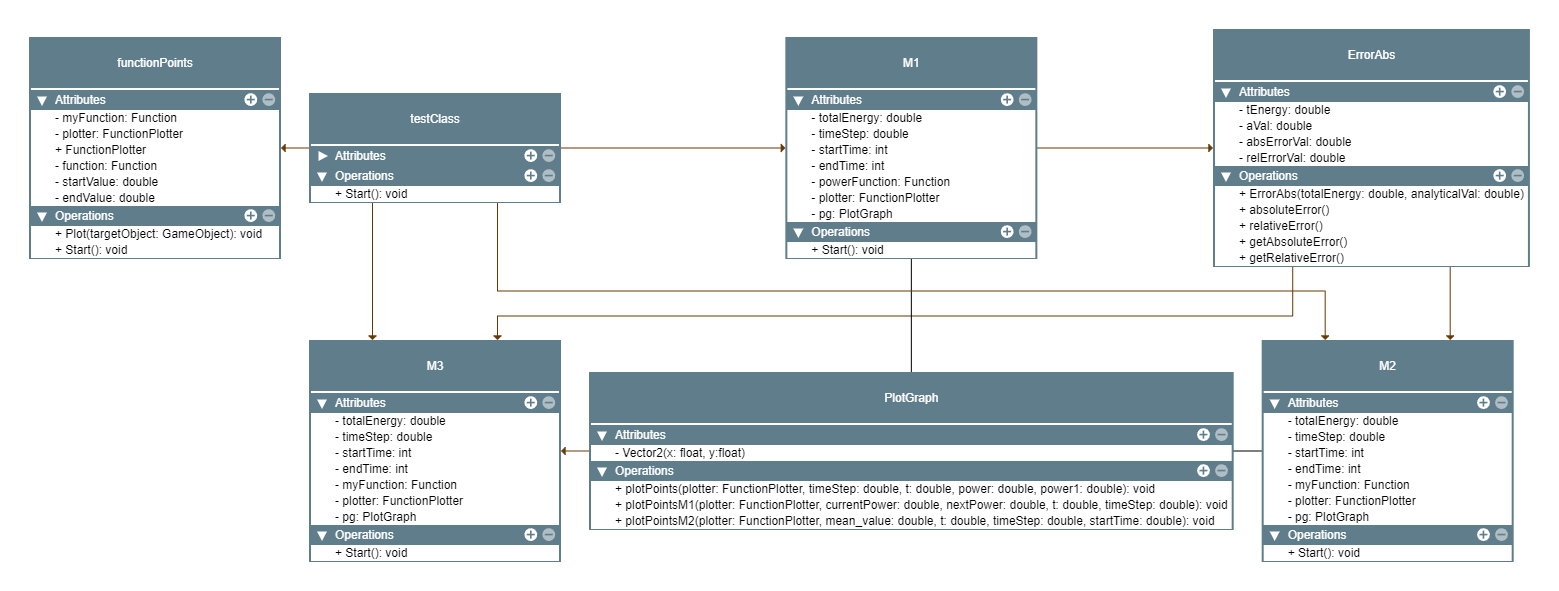 functionPoints
Attributes
- myFunction: Function
- plotter: FunctionPlotter
+ FunctionPlotter
- function: Function
- startValue: double
- endValue: double
Operations
+ Plot(targetObject: GameObject): void
+ Start(): void
testClass
Attributes
Operations
+ Start(): void
M1
Attributes
- totalEnergy: double
- timeStep: double
- startTime: int
- endTime: int
- powerFunction: Function
- plotter: FunctionPlotter
- pg: PlotGraph
Operations
+ Start(): void
ErrorAbs
Attributes
- tEnergy: double
- aVal: double
- absErrorVal: double
- relErrorVal: double
Operations
+ ErrorAbs(totalEnergy: double, analyticalVal: double)
+ absoluteError()
+ relativeError()
+ getAbsoluteError()
+ getRelativeError()
M3
Attributes
- totalEnergy: double
- timeStep: double
- startTime: int
- endTime: int
- myFunction: Function
- plotter: FunctionPlotter
- pg: PlotGraph
Operations
+ Start(): void
PlotGraph
Attributes
- Vector2(x: float, y:float)
Operations
+ plotPoints(plotter: FunctionPlotter, timeStep: double, t: double, power: double, power1: double): void
+ plotPointsM1(plotter: FunctionPlotter, currentPower: double, nextPower: double, t: double, timeStep: double): void
+ plotPointsM2(plotter: FunctionPlotter, mean_value: double, t: double, timeStep: double, startTime: double): void
M2
Attributes
- totalEnergy: double
- timeStep: double
- startTime: int
- endTime: int
- myFunction: Function
- plotter: FunctionPlotter
- pg: PlotGraph
Operations
+ Start(): void